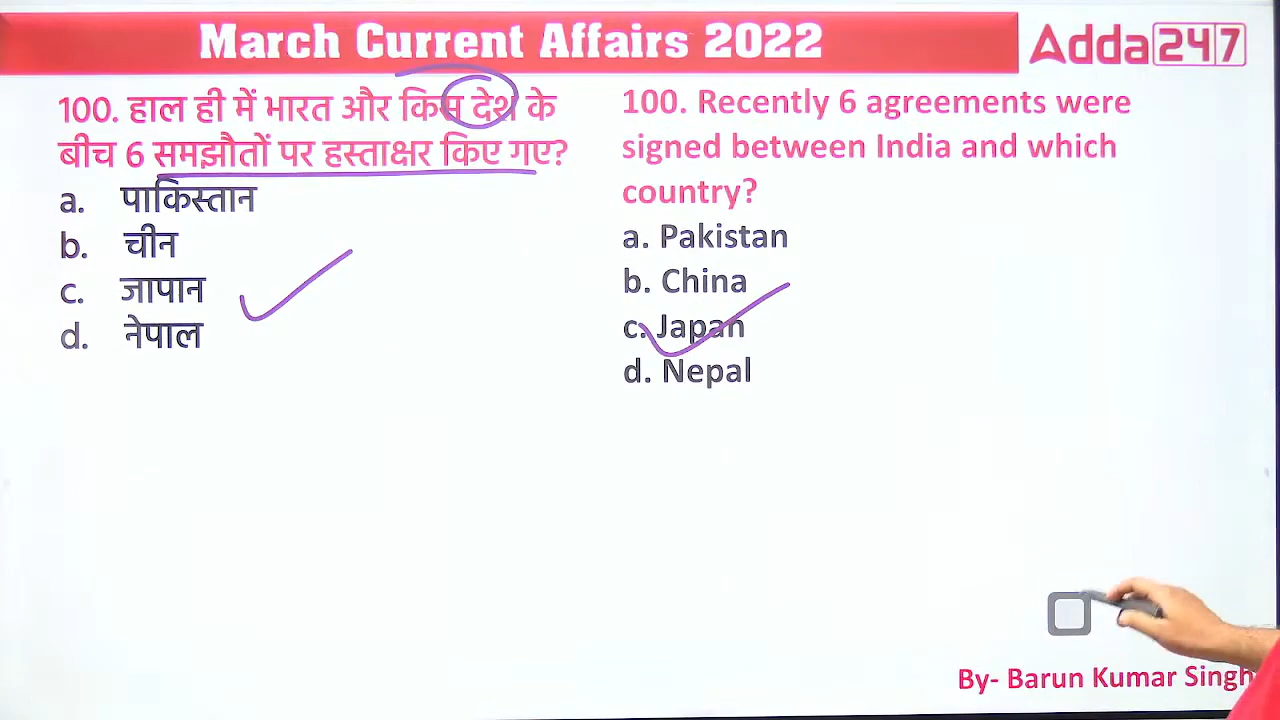 March Current Affairs 2022
Adda247
100. हाल ही में भारत और किस देश के
बीच 6 समझौतों पर हस्ताक्षर किए गए?
a. पाकिस्तान
b. चीन
c. जापान
d. नेपाल
100. Recently 6 agreements were
signed between India and which
country?
a. Pakistan
b. China
c. Japan
d. Nepal
By- Barun Kumar Singh